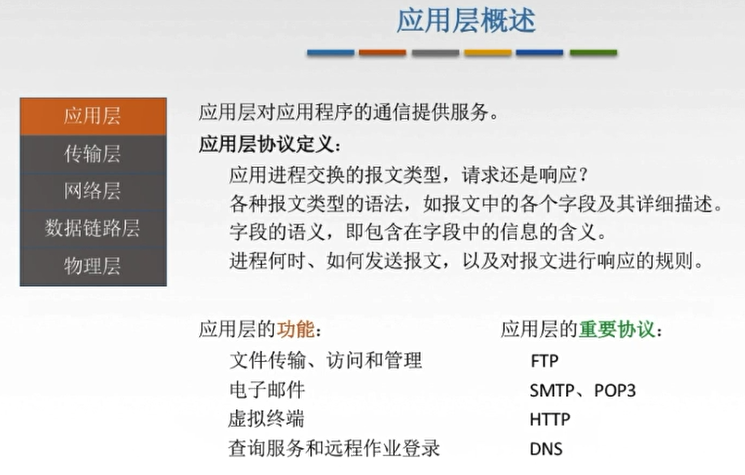 应用层概述
应用层
传输层
网络层
数据链路层
物理层
应用层对应用程序的通信提供服务。
应用层协议定义：
应用进程交换的报文类型，请求还是响应？
各种报文类型的语法，如报文中的各个字段及其详细描述。
字段的语义，即包含在字段中的信息的含义。
进程何时、如何发送报文，以及对报文进行响应的规则。
应用层的功能：
文件传输、访问和管理
电子邮件
虚拟终端
查询服务和远程作业登录
应用层的重要协议：
FTP
SMTP、POP3
HTTP
DNS